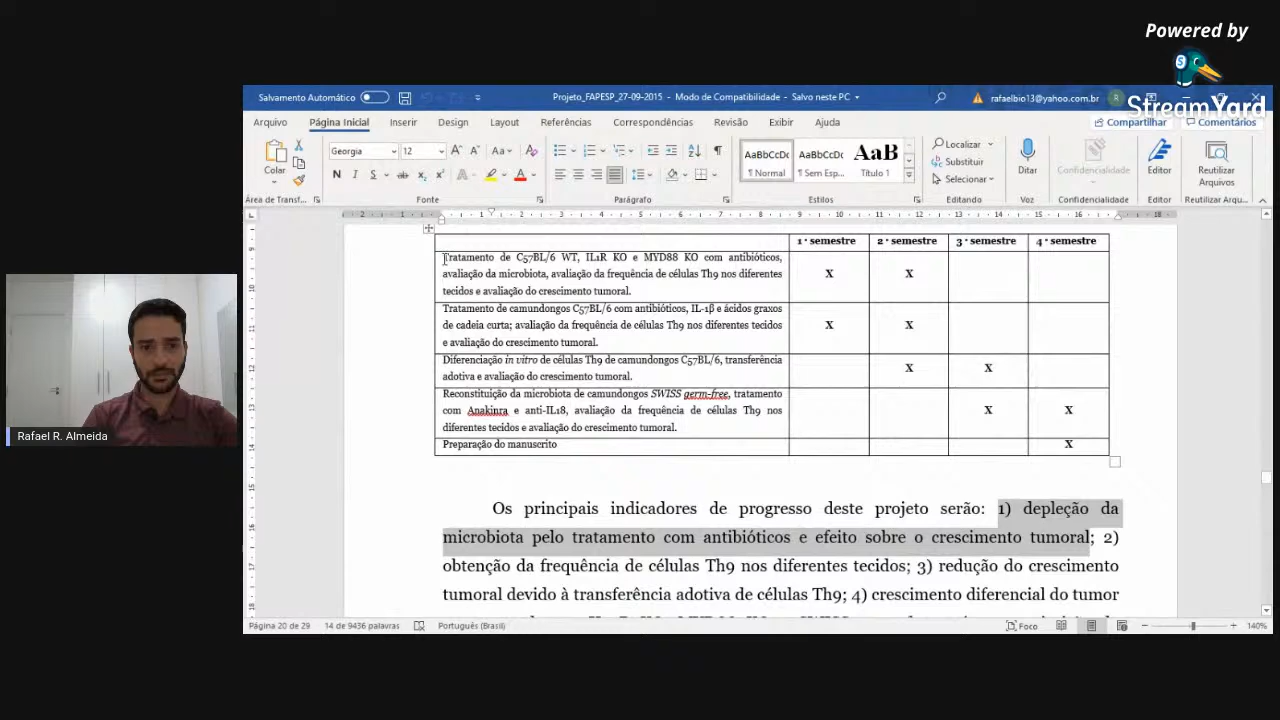 Powered by
StreamYard
Salvamento Automático
Projeto_FAPESP_27-09-2015 - Modo de Compatibilidade - Salvo neste PC
rafaelbio13@yahoo.com.br
R
Arquivo Página Inicial Inserir Design Layout Referências Correspondências Revisão Exibir Ajuda
Compartilhar Comentários
Colar
Georgia 12
N I S
AaBbCcDc AaBbCcDc AaB
¶ Normal ¶ Sem Esp... Título 1
Localizar
Substituir
Selecionar
Ditar
Confidencialidade
Editor
Reutilizar
Arquivos
Área de Transf... Fonte Parágrafo Estilos Editando Voz Confidencialidade Editor Reutilizar Arqu...
1º semestre 2º semestre 3º semestre 4º semestre
Tratamento de C57BL/6 WT, IL1R KO e MYD88 KO com antibióticos,
avaliação da microbiota, avaliação da frequência de células Th9 nos diferentes X X
tecidos e avaliação do crescimento tumoral.
Tratamento de camundongos C57BL/6 com antibióticos, IL-1β e ácidos graxos
de cadeia curta; avaliação da frequência de células Th9 nos diferentes tecidos X X
e avaliação do crescimento tumoral.
Diferenciação in vitro de células Th9 de camundongos C57BL/6, transferência
adotiva e avaliação do crescimento tumoral. X X
Reconstituição da microbiota de camundongos SWISS germ-free, tratamento
com Anakinra e anti-IL18, avaliação da frequência de células Th9 nos X X
diferentes tecidos e avaliação do crescimento tumoral.
Preparação do manuscrito X
Os principais indicadores de progresso deste projeto serão: 1) depleção da
microbiota pelo tratamento com antibióticos e efeito sobre o crescimento tumoral; 2)
obtenção da frequência de células Th9 nos diferentes tecidos; 3) redução do crescimento
tumoral devido à transferência adotiva de células Th9; 4) crescimento diferencial do tumor
Página 20 de 29 14 de 9436 palavras Português (Brasil) Foco 140%
Rafael R. Almeida